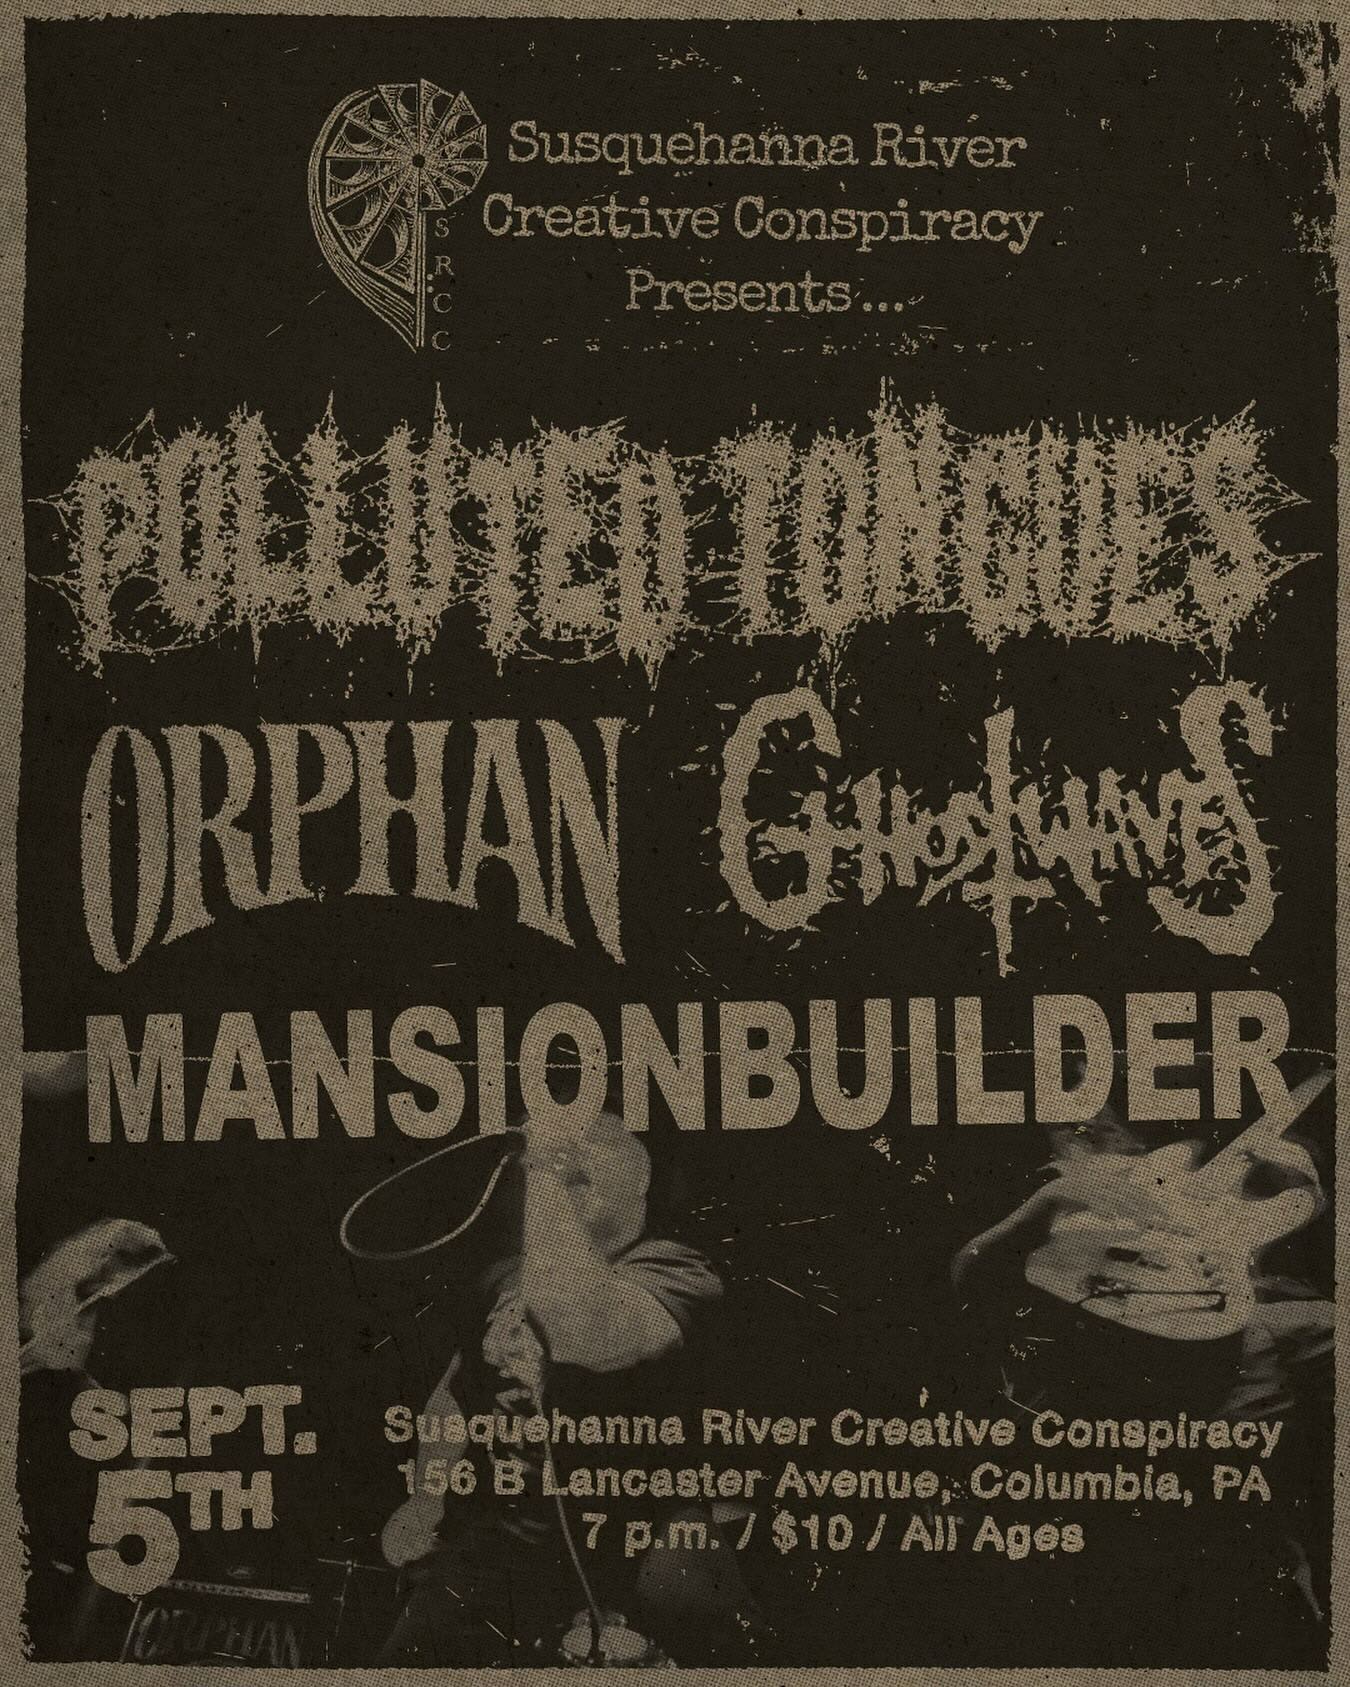 Susquehanna River
Creative Conspiracy
Presents...
S
R
C
C
POLLUTED TONGUES
ORPHAN
GHOSTWAVES
MANSIONBUILDER
SEPT.
5TH
Susquehanna River Creative Conspiracy
156 B Lancaster Avenue, Columbia, PA
7 p.m. / $10 / All Ages
ORPHAN